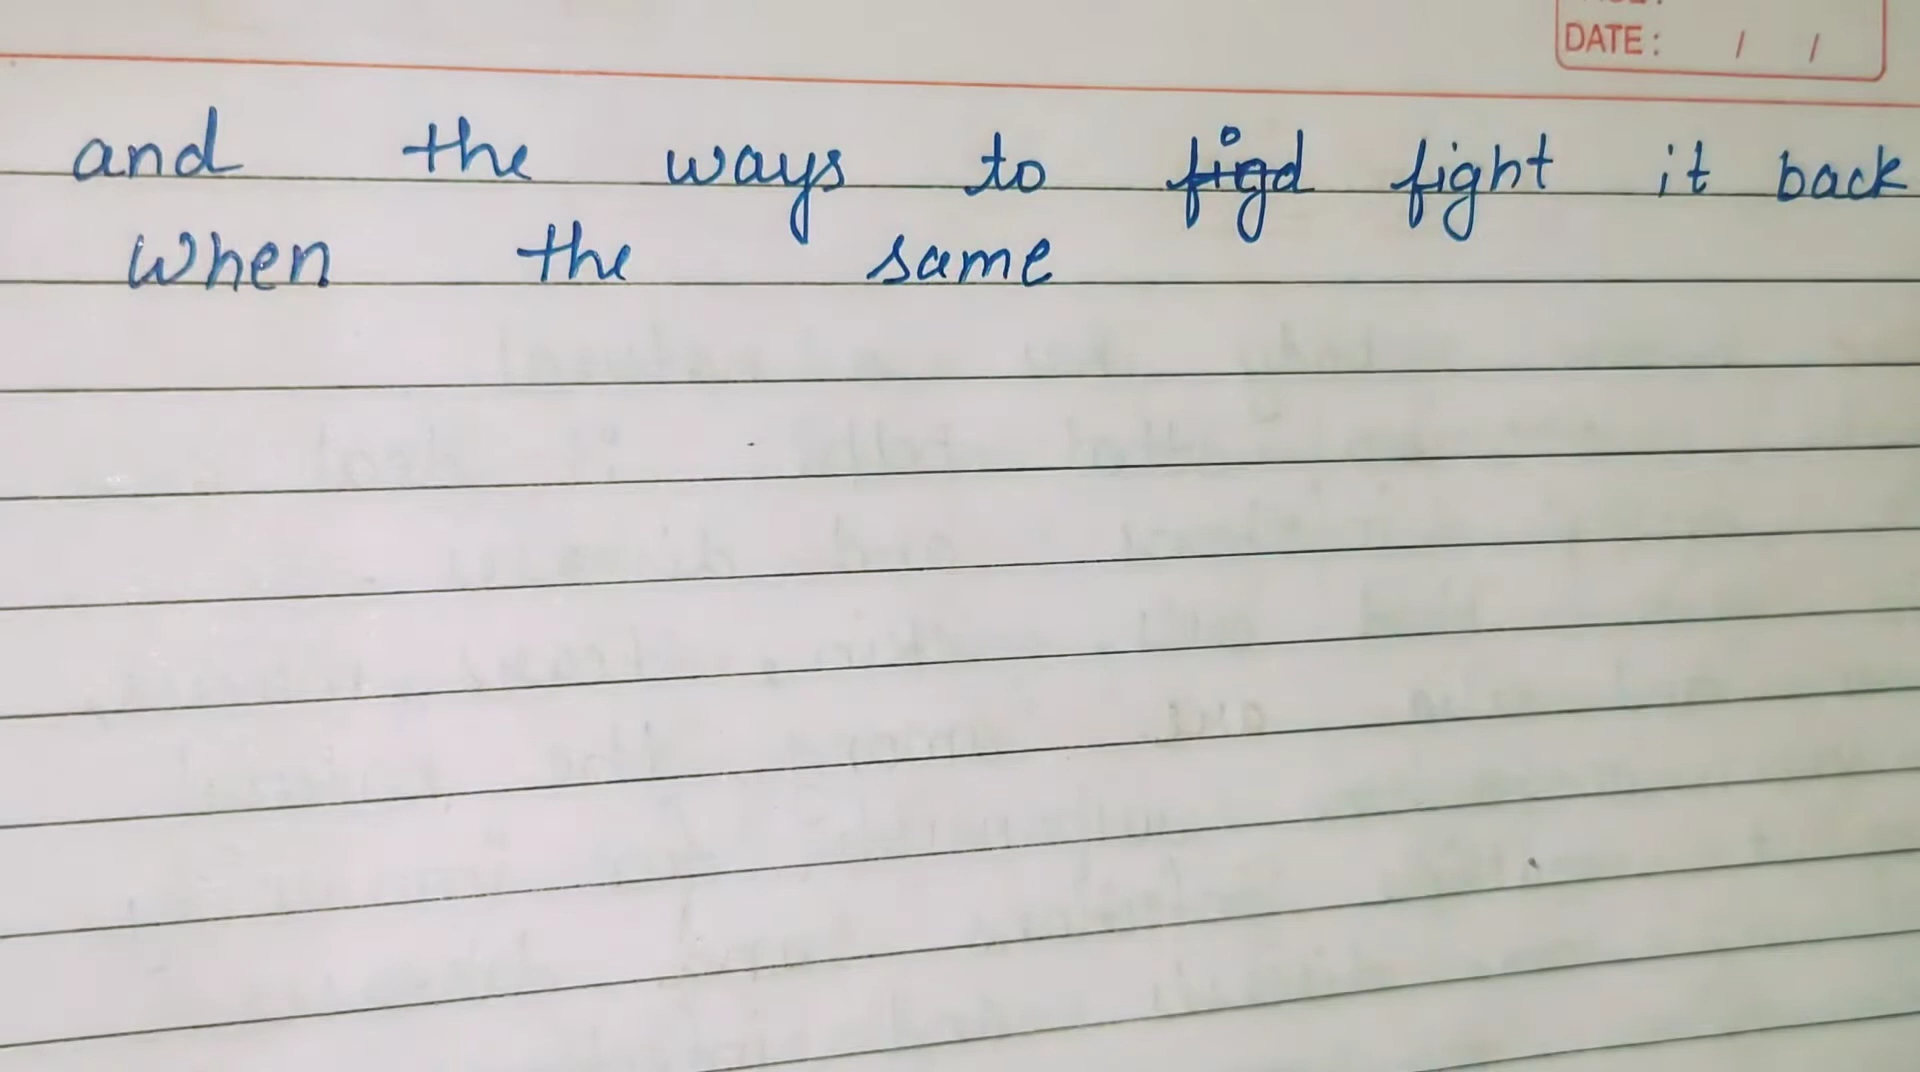 DATE: / /
and the ways to figd fight it back
when the same